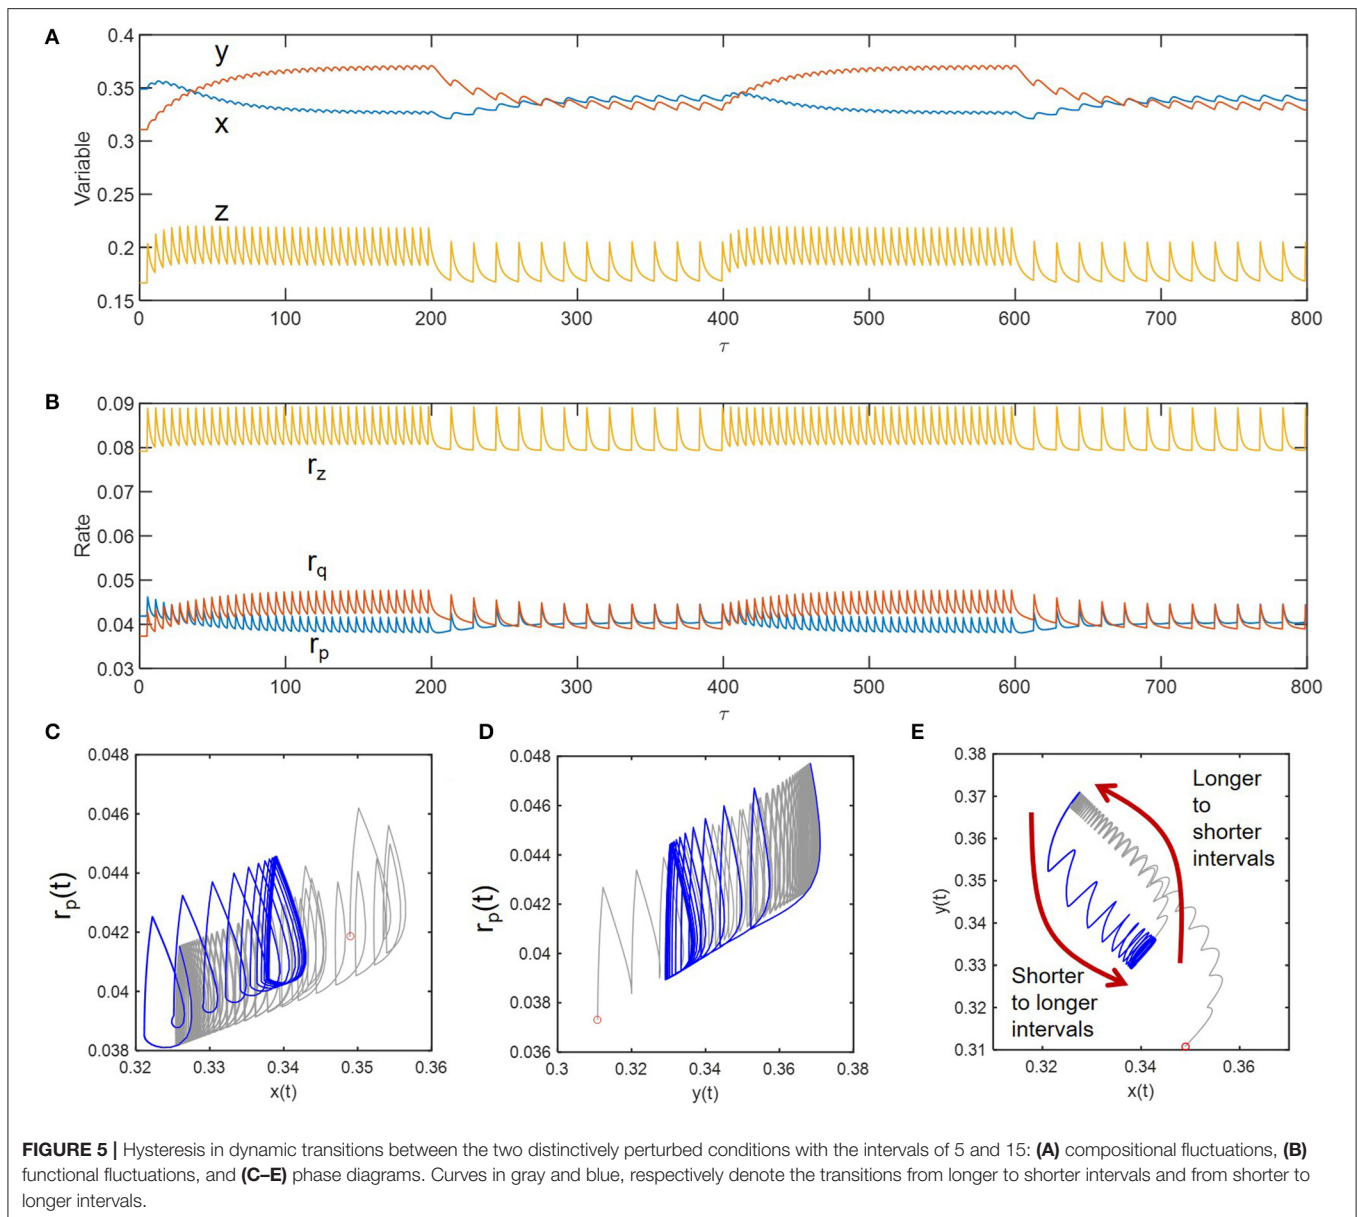 A
0.4
0.35
0.3
0.25
0.2
0.15
Variable
y
x
z
0 100 200 300 400 500 600 700 800
τ
B
0.09
0.08
0.07
0.06
0.05
0.04
0.03
Rate
r_z
r_q
r_p
0 100 200 300 400 500 600 700 800
τ
C
0.048
0.046
0.044
0.042
0.04
0.038
r_p(t)
0.32 0.33 0.34 0.35 0.36
x(t)
D
0.048
0.046
0.044
0.042
0.04
0.038
0.036
r_p(t)
0.3 0.32 0.34 0.36 0.38
y(t)
E
0.38
0.37
0.36
0.35
0.34
0.33
0.32
0.31
y(t)
Longer
to
shorter
intervals
Shorter
to longer
intervals
0.32 0.34 0.36
x(t)
FIGURE 5 | Hysteresis in dynamic transitions between the two distinctively perturbed conditions with the intervals of 5 and 15: (A) compositional fluctuations, (B)
functional fluctuations, and (C–E) phase diagrams. Curves in gray and blue, respectively denote the transitions from longer to shorter intervals and from shorter to
longer intervals.